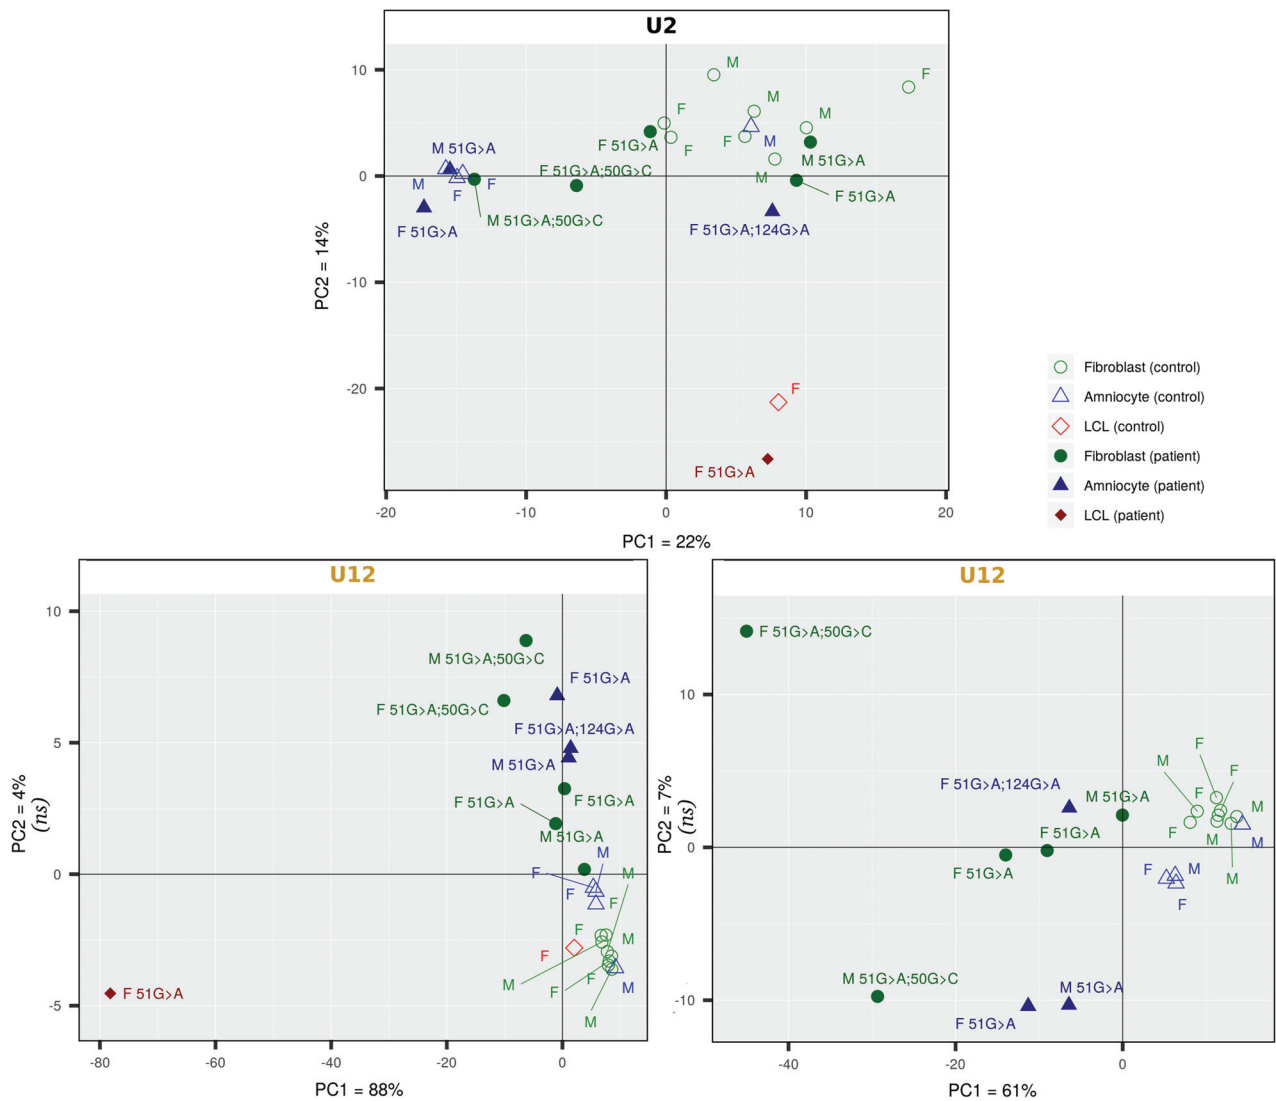 U2
10
0
-10
-20
PC2 = 14%
M
F
M
F
M
F 51G>A
F
F
M
M 51G>A
M 51G>A
F 51G>A;50G>C
M
F
M
F
F 51G>A
M 51G>A;50G>C
F 51G>A
F 51G>A;124G>A
F
F 51G>A
-20
-10
0
10
20
PC1 = 22%
Fibroblast (control)
Amniocyte (control)
LCL (control)
Fibroblast (patient)
Amniocyte (patient)
LCL (patient)
U12
10
5
0
-5
PC2 = 4%
(ns)
M 51G>A;50G>C
F 51G>A
F 51G>A;50G>C
F 51G>A;124G>A
M 51G>A
F 51G>A
F 51G>A
M 51G>A
M
F
M
F
F
F
M
F
M
F
F
M
M
F 51G>A
-80
-60
-40
-20
0
PC1 = 88%
U12
10
0
-10
PC2 = 7%
(ns)
F 51G>A;50G>C
F
M
F
F 51G>A;124G>A
M 51G>A
F
M
F 51G>A
F
M
M
F 51G>A
F
M
M
F
M 51G>A;50G>C
M 51G>A
F 51G>A
-40
-20
0
PC1 = 61%